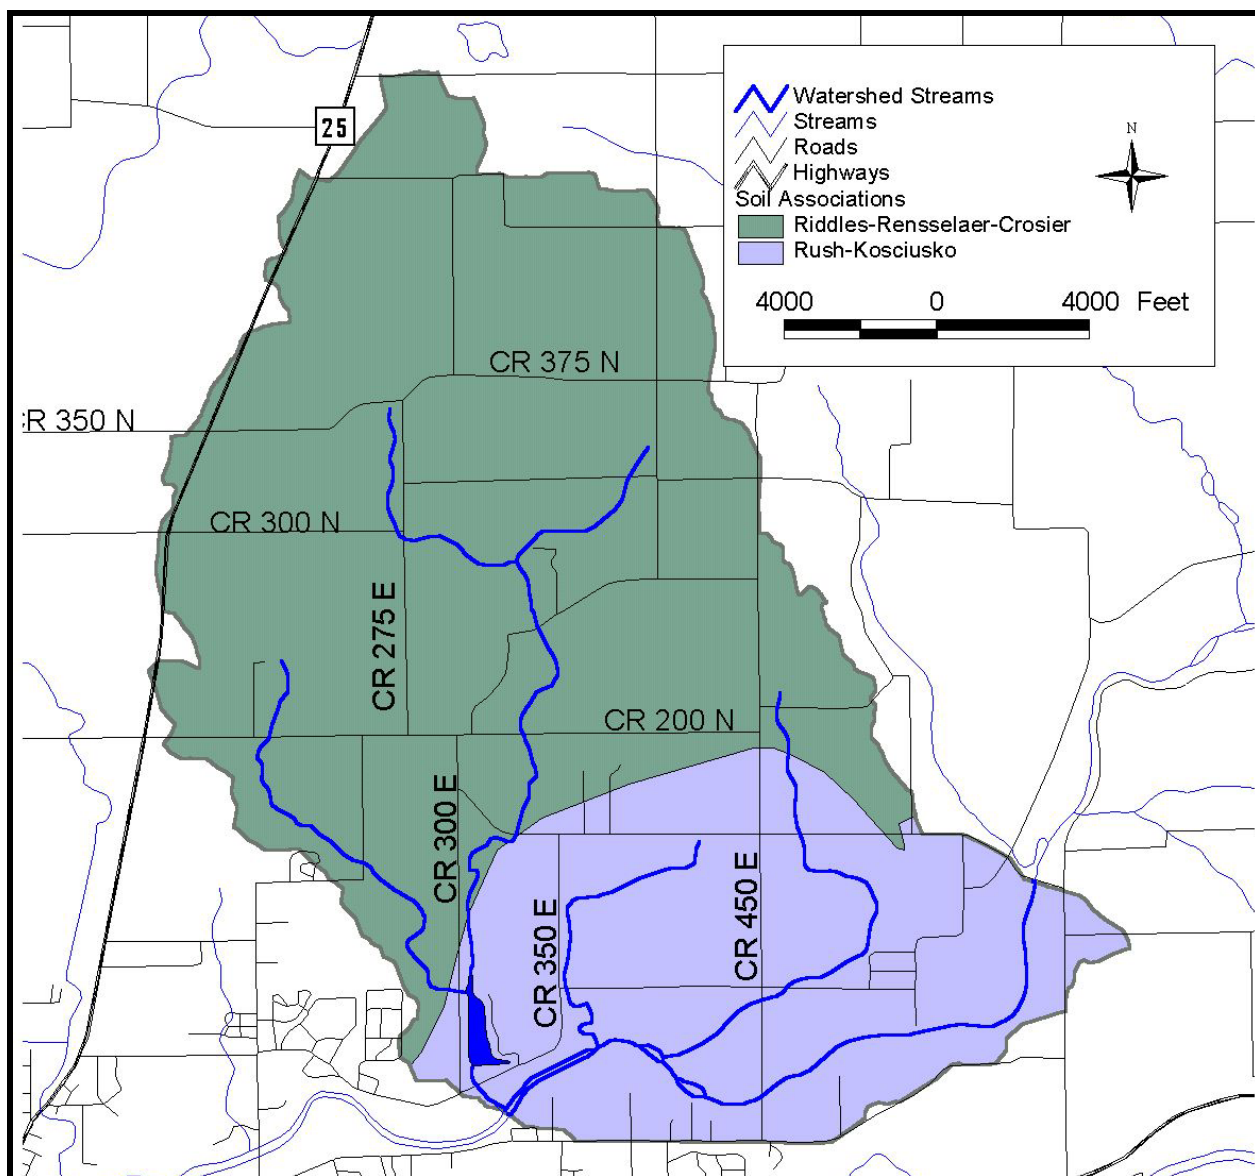 Watershed Streams
Streams
Roads
Highways
Soil Associations
Riddles-Rensselaer-Crosier
Rush-Kosciusko
4000 0 4000 Feet
N
25
CR 375 N
CR 350 N
CR 300 N
CR 275 E
CR 200 N
CR 300 E
CR 350 E
CR 450 E